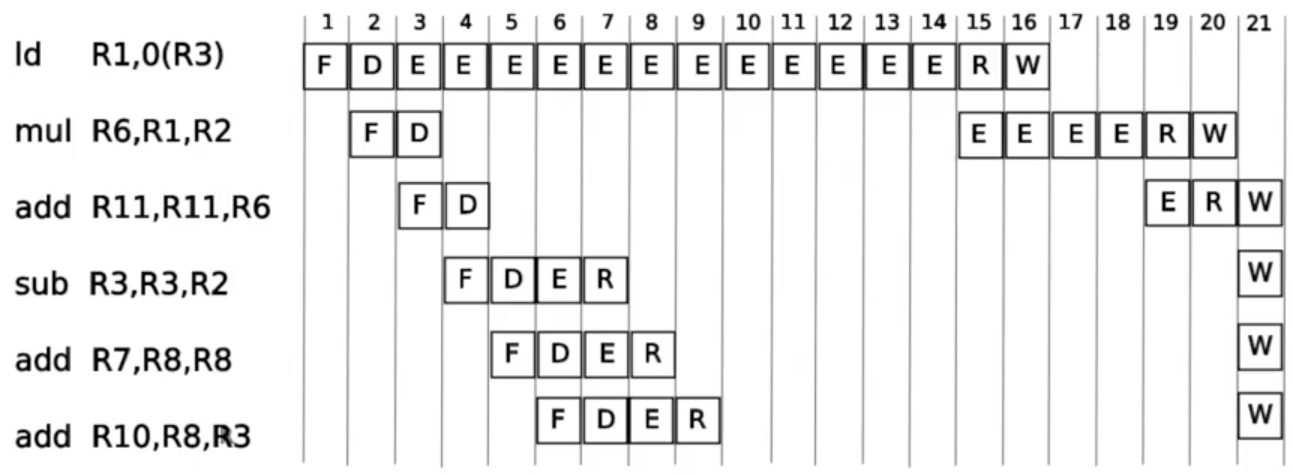 1 2 3 4 5 6 7 8 9 10 11 12 13 14 15 16 17 18 19 20 21
ld R1,0(R3) F D E E E E E E E E E E E E R W
mul R6,R1,R2 F D E E E E R W
add R11,R11,R6 F D E R W
sub R3,R3,R2 F D E R W
add R7,R8,R8 F D E R W
add R10,R8,R3 F D E R W